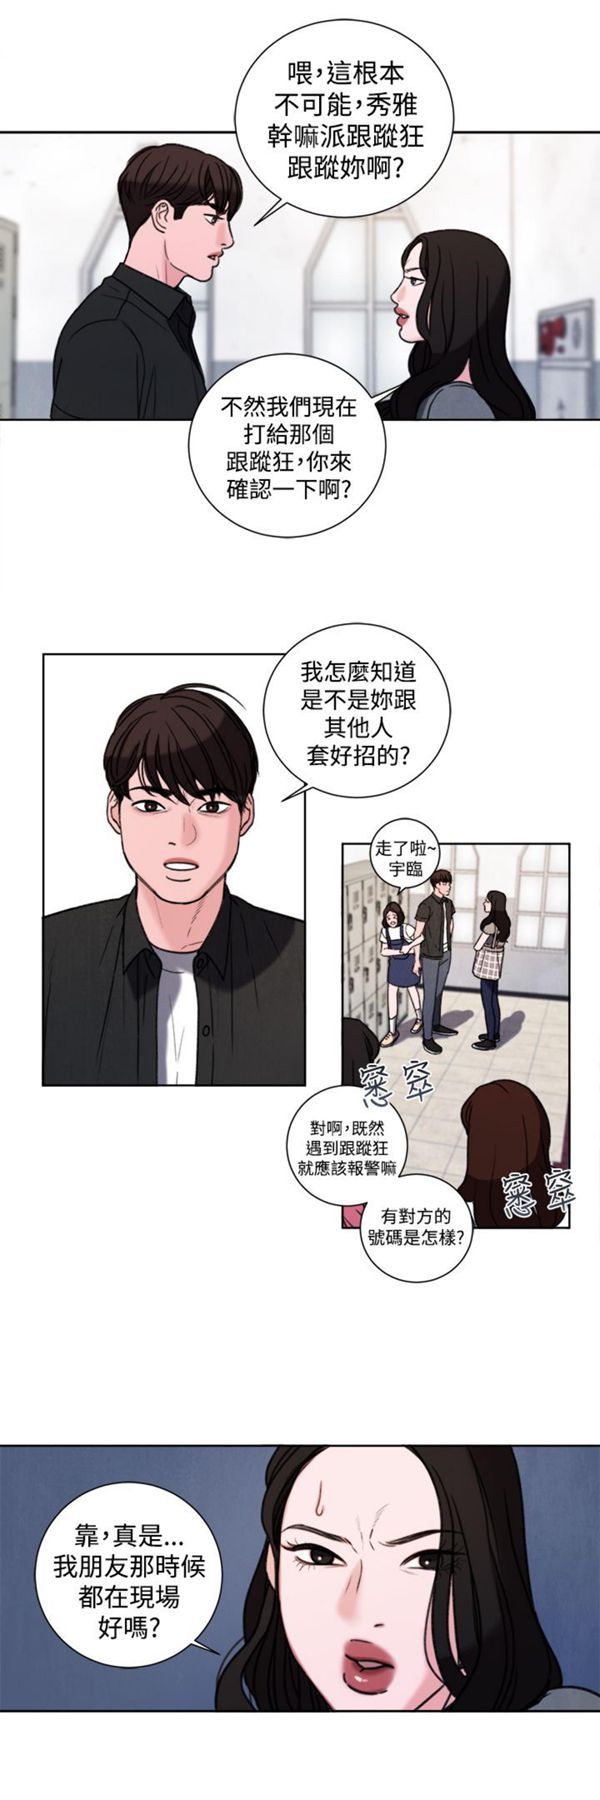 喂，這根本
不可能，秀雅
幹嘛派跟蹤狂
跟蹤妳啊？
不然我們現在
打給那個
跟蹤狂，你來
確認一下啊？
我怎麼知道
是不是妳跟
其他人
套好招的？
走了啦~
宇臨
窸窣
對啊，既然
遇到跟蹤狂
就應該報警嘛
窸窣
有對方的
號碼是怎樣？
靠，真是...
我朋友那時候
都在現場
好嗎？